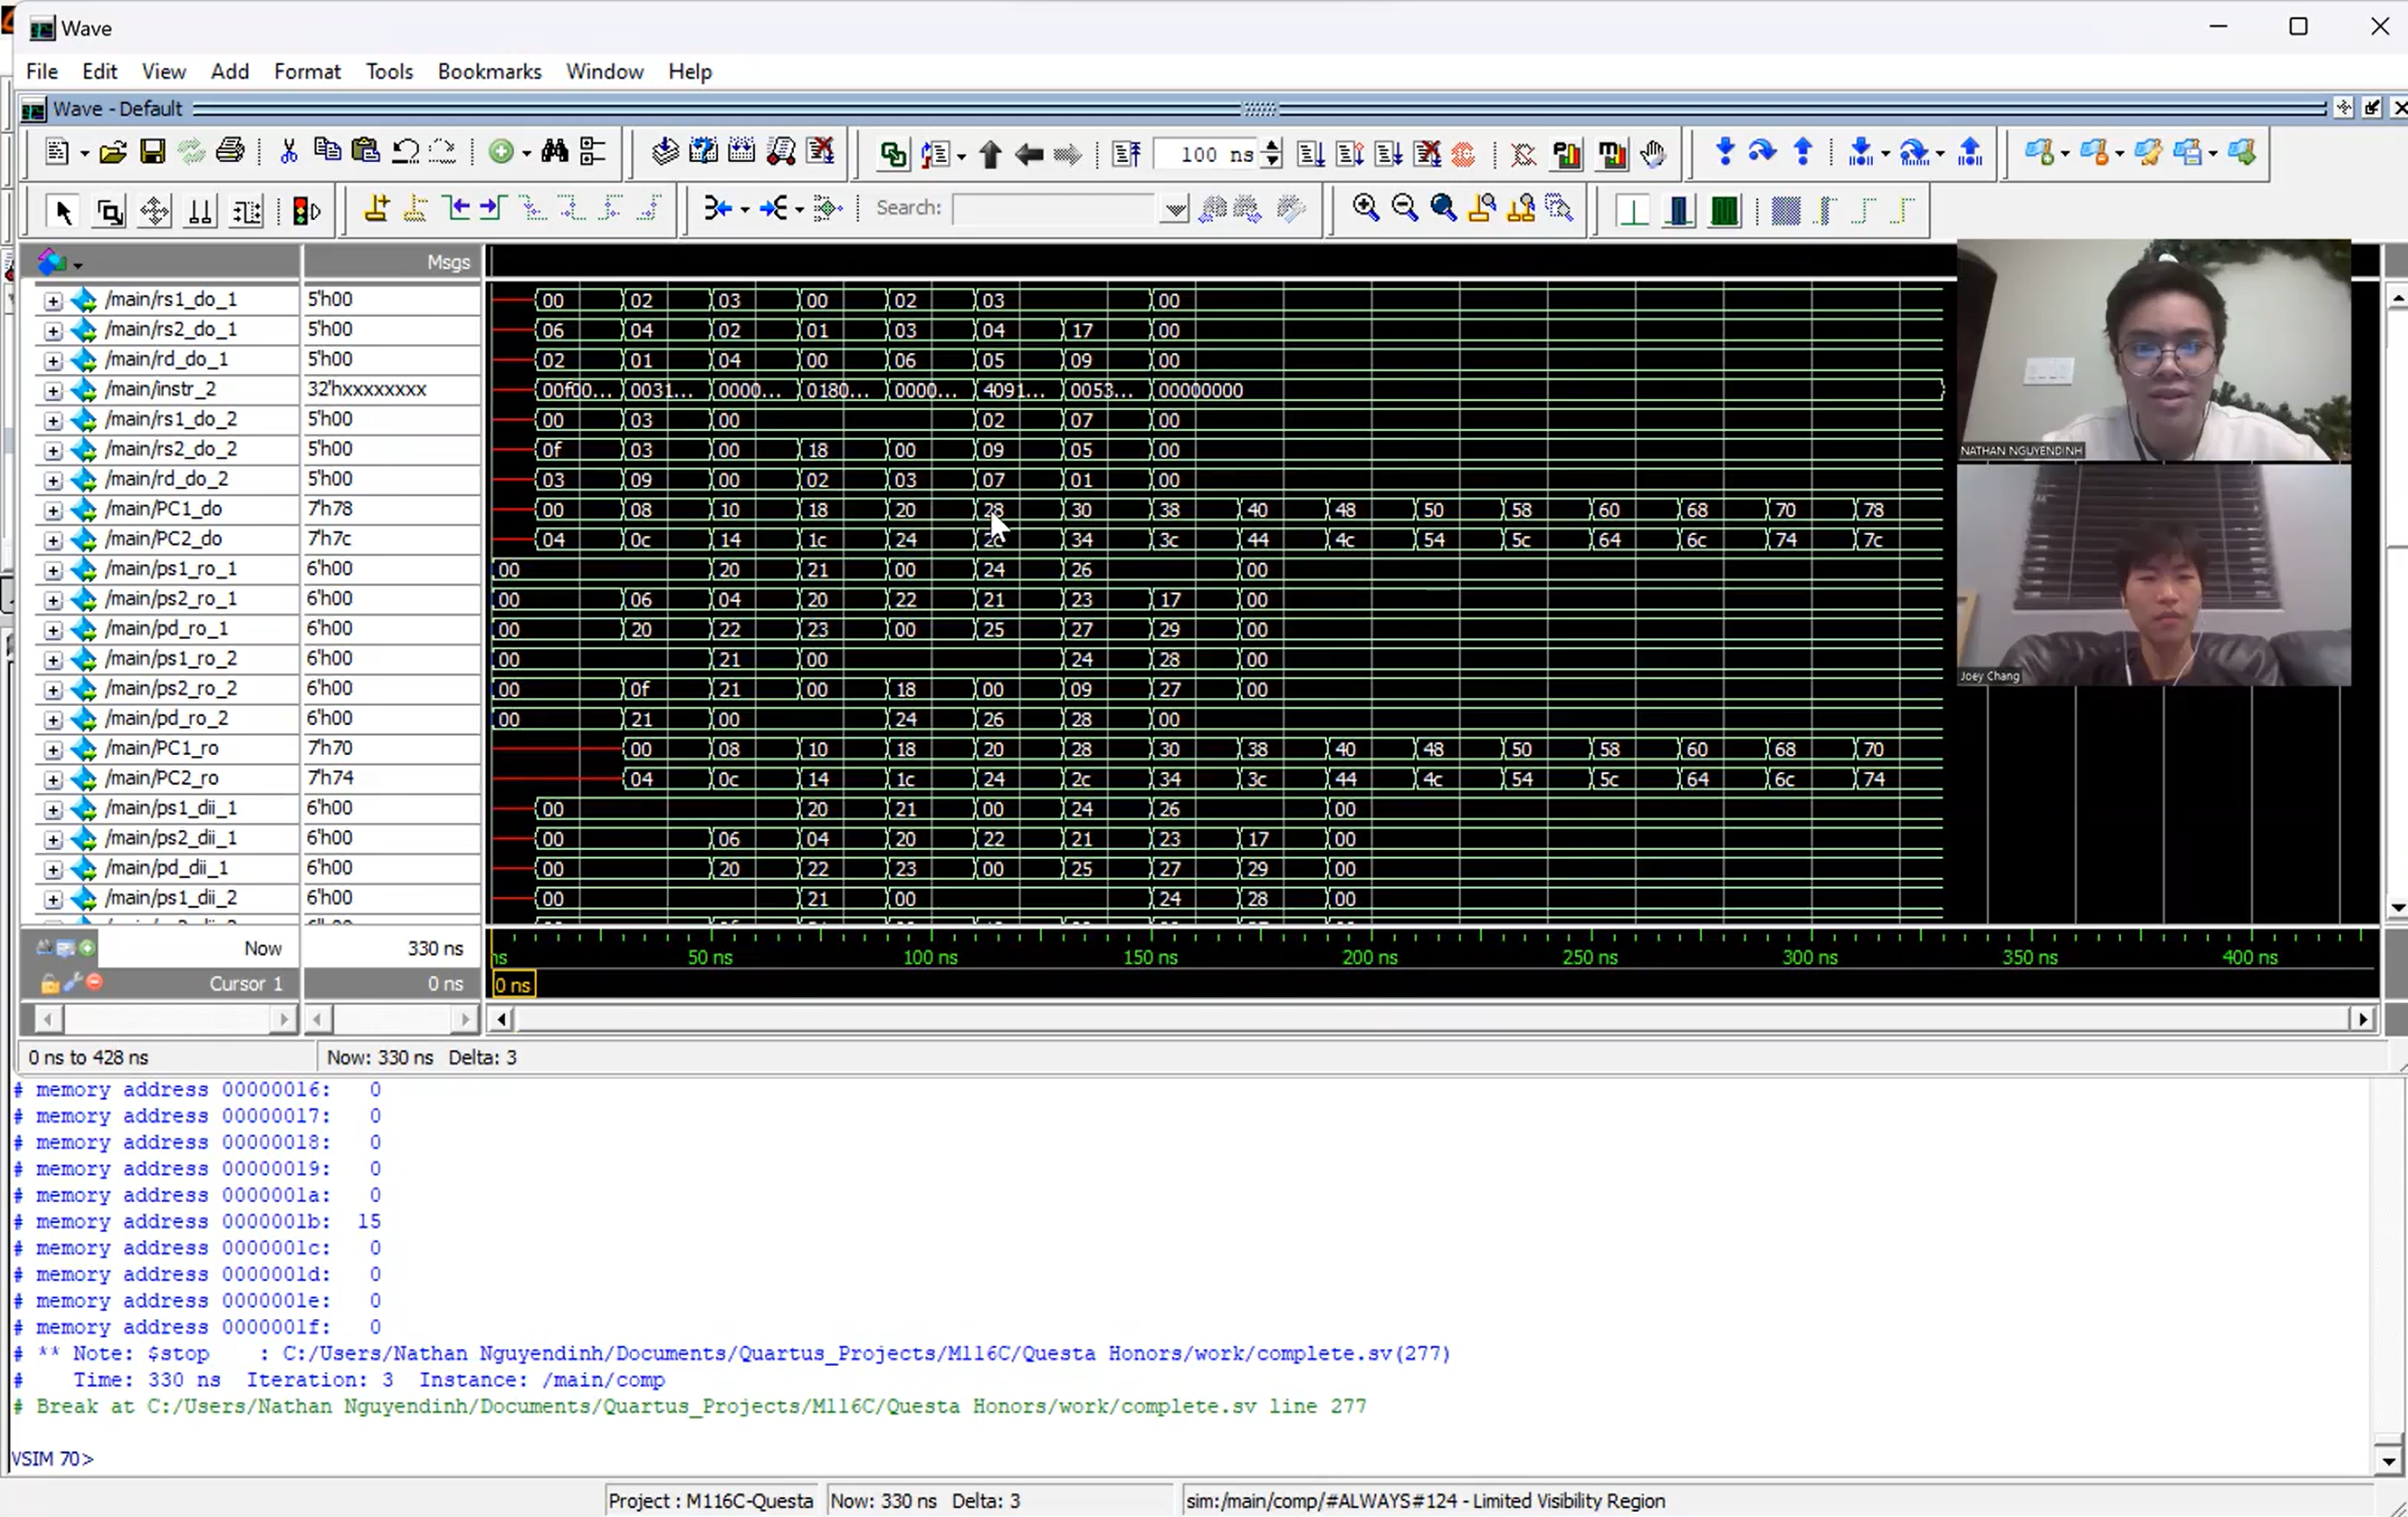 Wave
File Edit View Add Format Tools Bookmarks Window Help
Wave - Default
100 ns
Search:
Msgs
/main/rs1_do_1 5'h00 00 02 03 00 02 03 00
/main/rs2_do_1 5'h00 06 04 02 01 03 04 17 00
/main/rd_do_1 5'h00 02 01 04 00 06 05 09 00
/main/instr_2 32'hxxxxxxxx 00f00... 0031... 0000... 0180... 0000... 4091... 0053... 00000000
/main/rs1_do_2 5'h00 00 03 00 02 07 00
/main/rs2_do_2 5'h00 0f 03 00 18 00 09 05 00
/main/rd_do_2 5'h00 03 09 00 02 03 07 01 00
/main/PC1_do 7'h78 00 08 10 18 20 28 30 38 40 48 50 58 60 68 70 78
/main/PC2_do 7'h7c 04 0c 14 1c 24 2c 34 3c 44 4c 54 5c 64 6c 74 7c
/main/ps1_ro_1 6'h00 00 20 21 00 24 26 00
/main/ps2_ro_1 6'h00 00 06 04 20 22 21 23 17 00
/main/pd_ro_1 6'h00 00 20 22 23 00 25 27 29 00
/main/ps1_ro_2 6'h00 00 21 00 24 28 00
/main/ps2_ro_2 6'h00 00 0f 21 00 18 00 09 27 00
/main/pd_ro_2 6'h00 00 21 00 24 26 28 00
/main/PC1_ro 7'h70 00 08 10 18 20 28 30 38 40 48 50 58 60 68 70
/main/PC2_ro 7'h74 04 0c 14 1c 24 2c 34 3c 44 4c 54 5c 64 6c 74
/main/ps1_dii_1 6'h00 00 20 21 00 24 26 00
/main/ps2_dii_1 6'h00 00 06 04 20 22 21 23 17 00
/main/pd_dii_1 6'h00 00 20 22 23 00 25 27 29 00
/main/ps1_dii_2 6'h00 00 21 00 24 28 00
NATHAN NGUYENDINH
Joey Chang
Now 330 ns ns 50 ns 100 ns 150 ns 200 ns 250 ns 300 ns 350 ns 400 ns
Cursor 1 0 ns 0 ns
0 ns to 428 ns Now: 330 ns Delta: 3
# memory address 00000016: 0
# memory address 00000017: 0
# memory address 00000018: 0
# memory address 00000019: 0
# memory address 0000001a: 0
# memory address 0000001b: 15
# memory address 0000001c: 0
# memory address 0000001d: 0
# memory address 0000001e: 0
# memory address 0000001f: 0
# ** Note: $stop : C:/Users/Nathan Nguyendinh/Documents/Quartus_Projects/M116C/Questa Honors/work/complete.sv(277)
# Time: 330 ns Iteration: 3 Instance: /main/comp
# Break at C:/Users/Nathan Nguyendinh/Documents/Quartus_Projects/M116C/Questa Honors/work/complete.sv line 277
VSIM 70>
Project : M116C-Questa Now: 330 ns Delta: 3 sim:/main/comp/#ALWAYS#124 - Limited Visibility Region